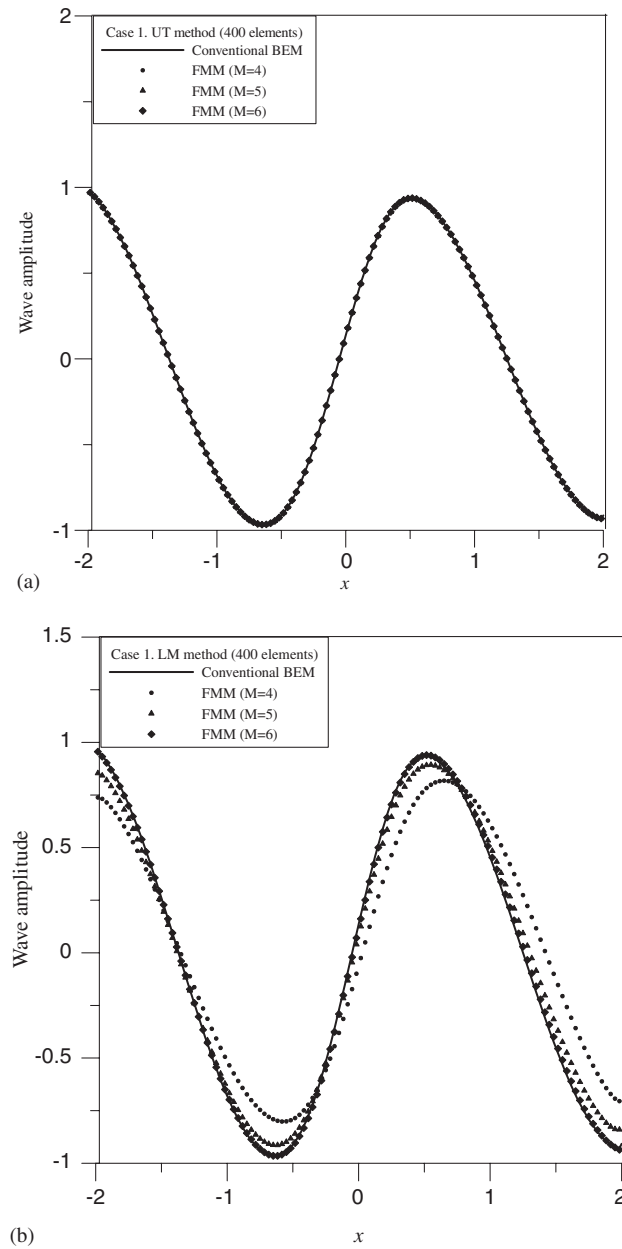 2
Case 1. UT method (400 elements)
Conventional BEM
FMM (M=4)
FMM (M=5)
FMM (M=6)
1
0
-1
Wave amplitude
-2 -1 0 1 2
x
(a)
1.5
Case 1. LM method (400 elements)
Conventional BEM
FMM (M=4)
FMM (M=5)
FMM (M=6)
1
0.5
0
-0.5
-1
Wave amplitude
-2 -1 0 1 2
x
(b)